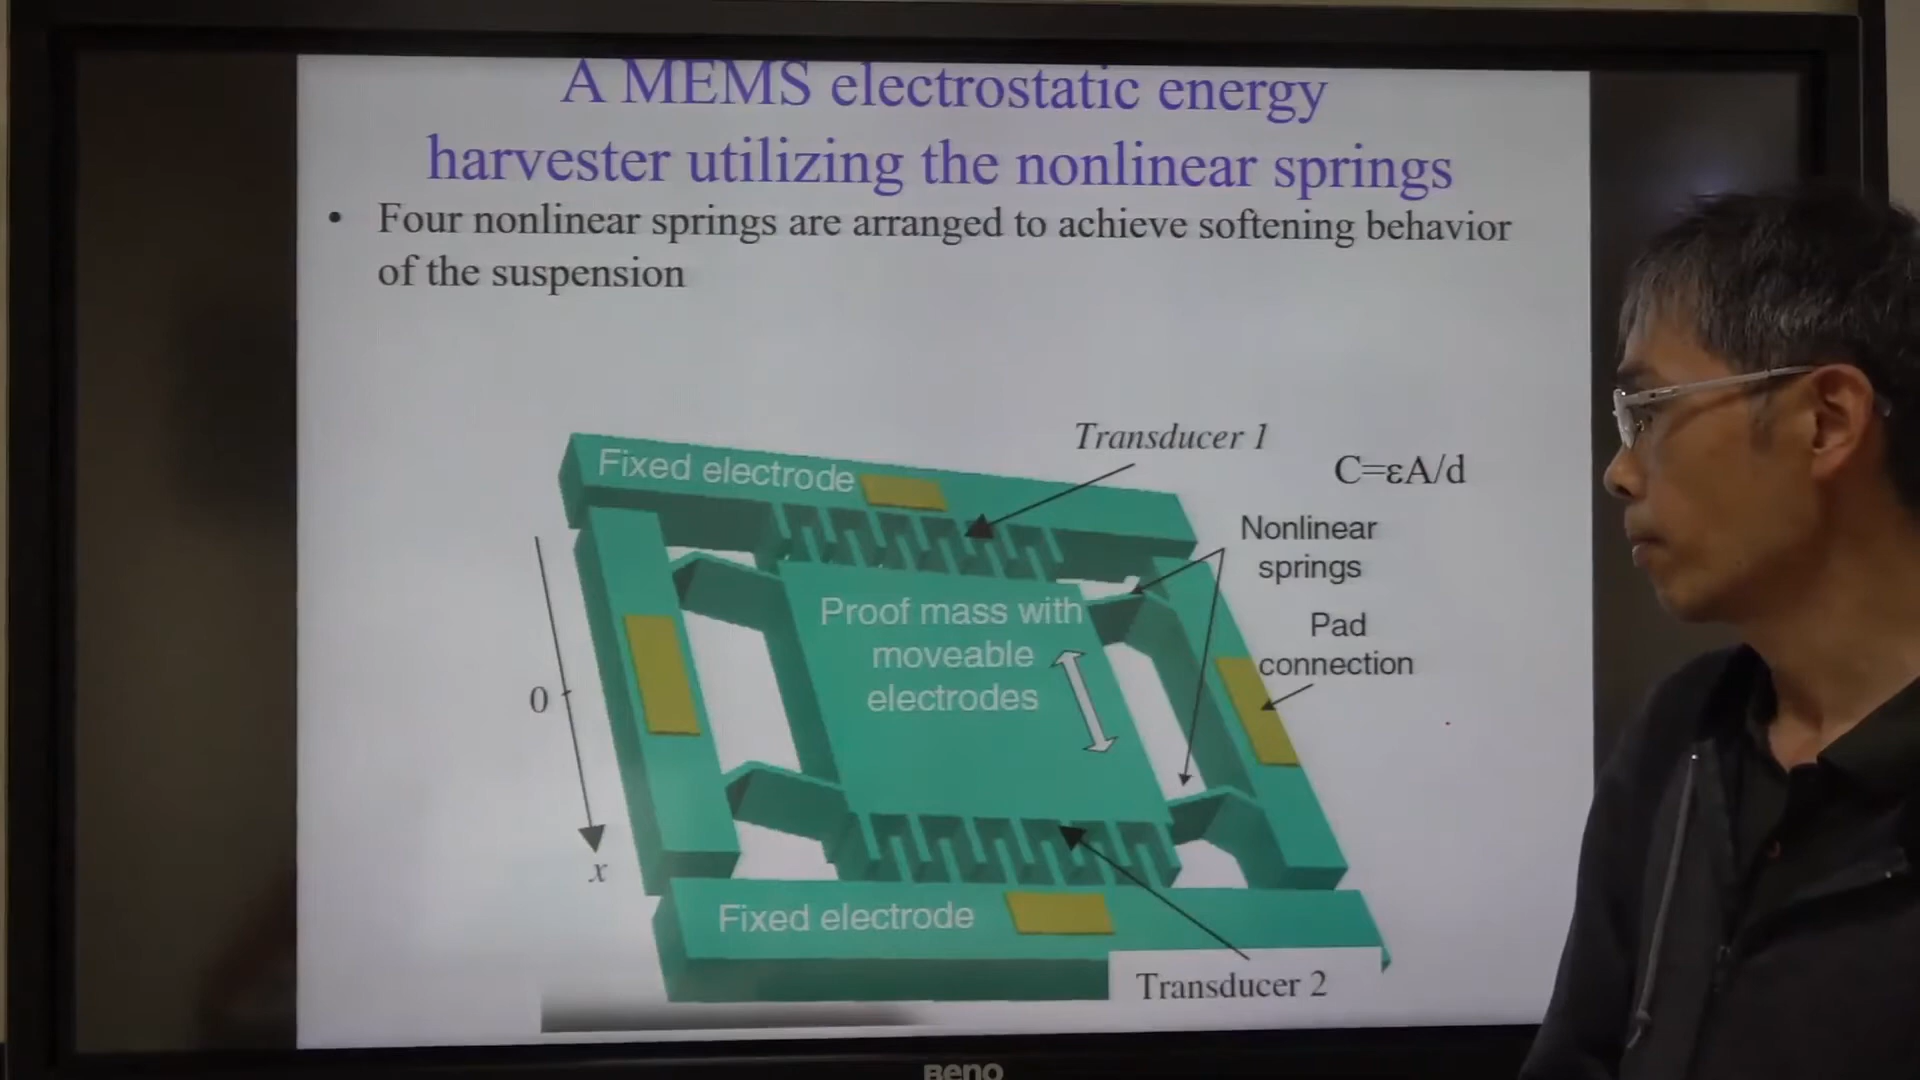 A MEMS electrostatic energy
harvester utilizing the nonlinear springs
• Four nonlinear springs are arranged to achieve softening behavior
of the suspension
Transducer 1
Fixed electrode
C=εA/d
Nonlinear
springs
Proof mass with
moveable
electrodes
Pad
connection
0
x
Fixed electrode
Transducer 2
BenQ